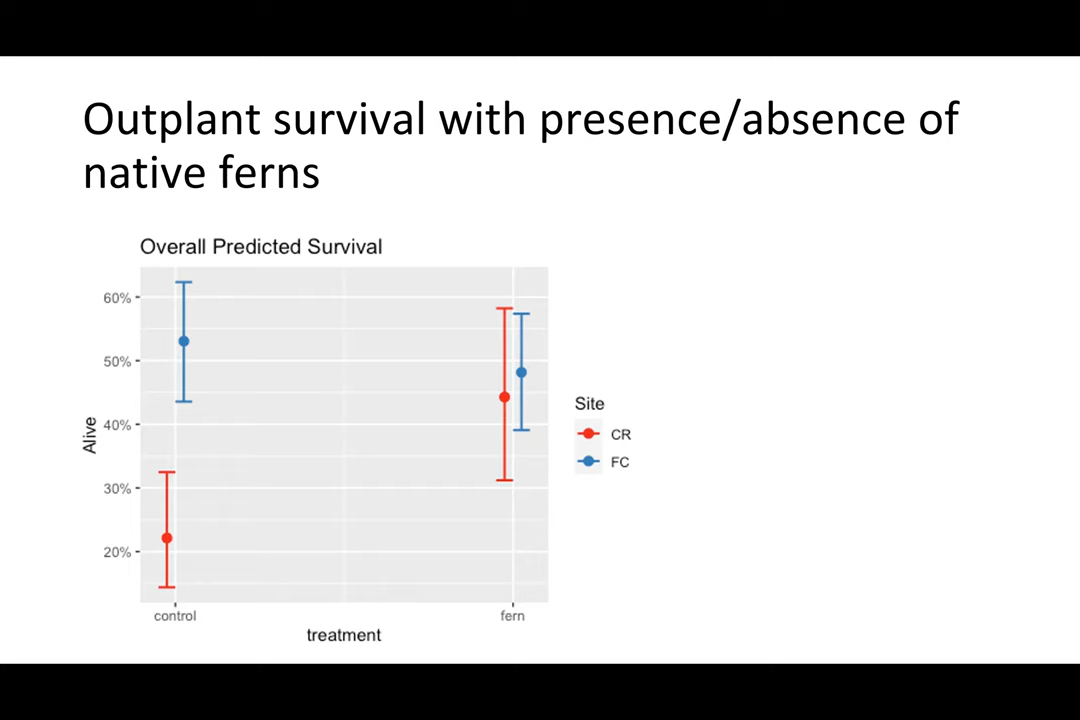 Outplant survival with presence/absence of
native ferns
Overall Predicted Survival
60%
50%
40%
30%
20%
Alive
control
fern
treatment
Site
CR
FC